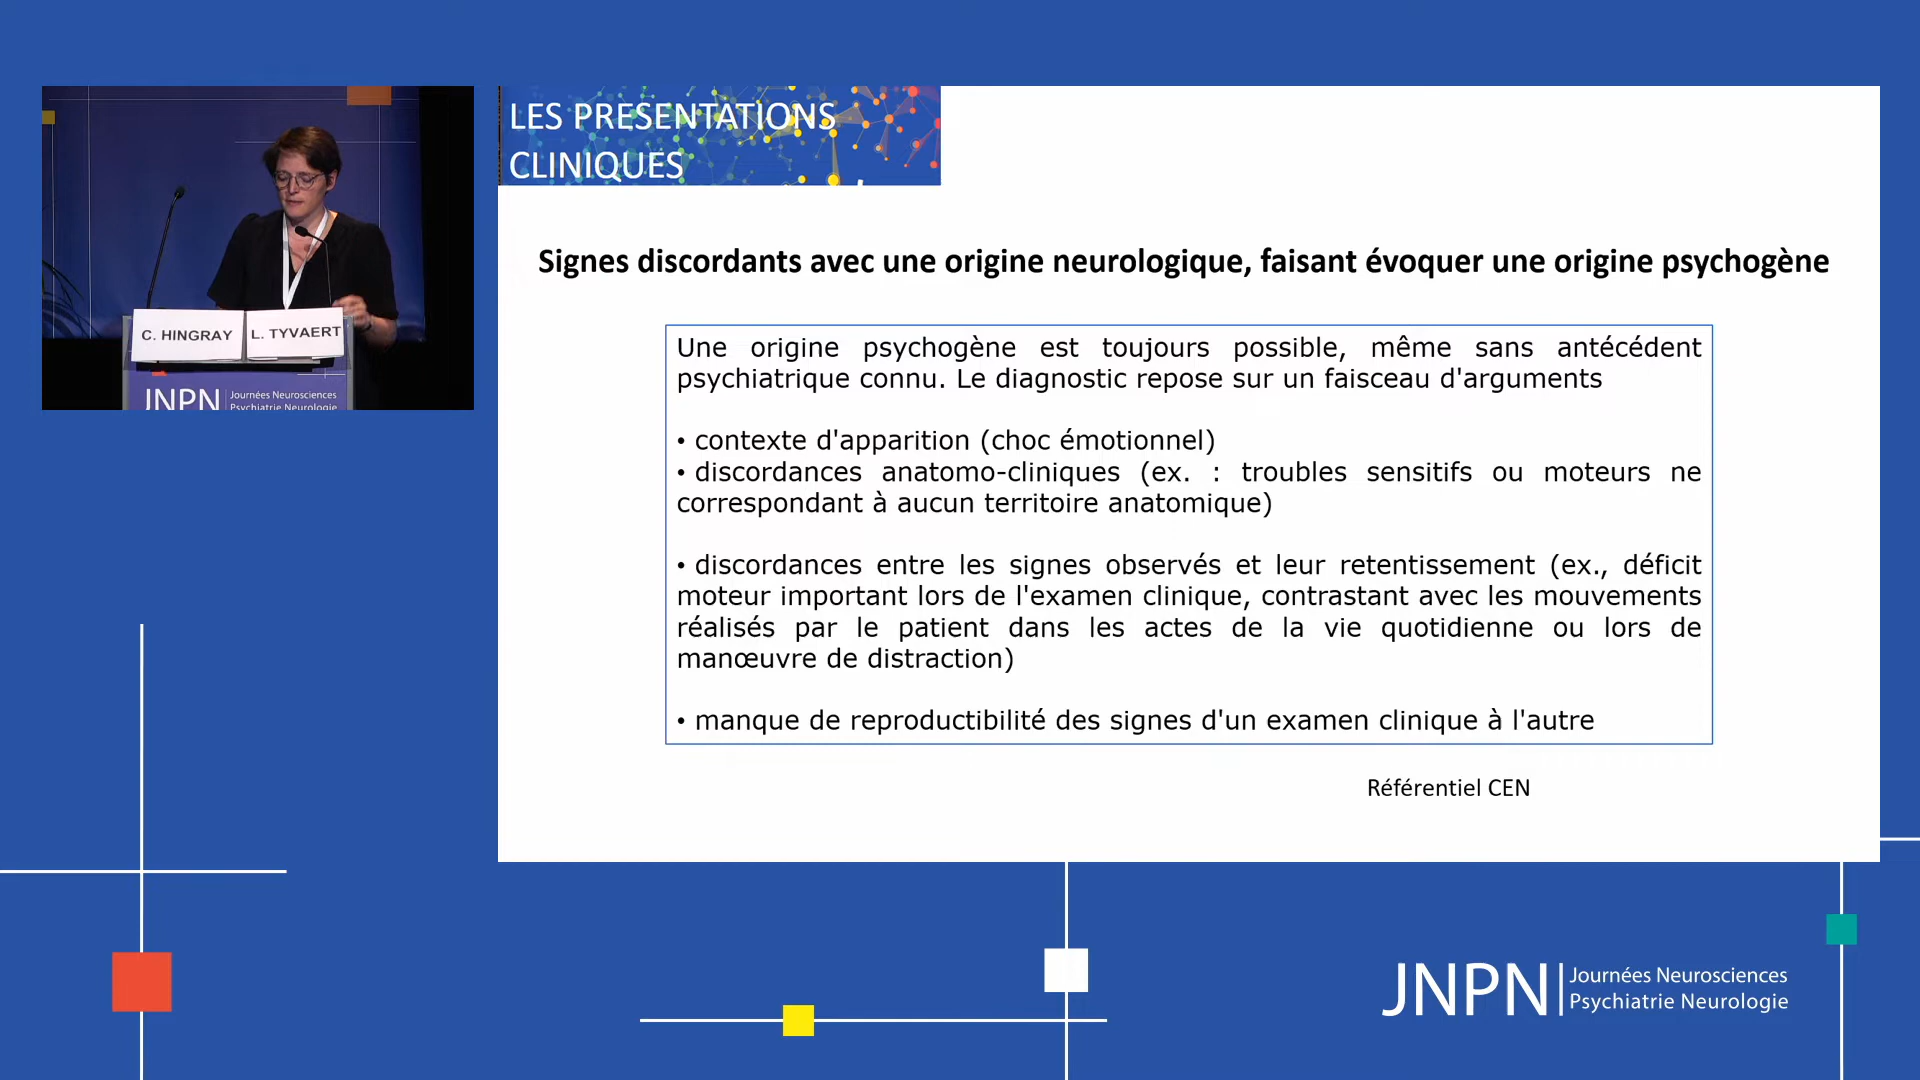 LES PRESENTATIONS
CLINIQUES
Signes discordants avec une origine neurologique, faisant évoquer une origine psychogène
Une origine psychogène est toujours possible, même sans antécédent
psychiatrique connu. Le diagnostic repose sur un faisceau d'arguments
• contexte d'apparition (choc émotionnel)
• discordances anatomo-cliniques (ex. : troubles sensitifs ou moteurs ne
correspondant à aucun territoire anatomique)
• discordances entre les signes observés et leur retentissement (ex., déficit
moteur important lors de l'examen clinique, contrastant avec les mouvements
réalisés par le patient dans les actes de la vie quotidienne ou lors de
manœuvre de distraction)
• manque de reproductibilité des signes d'un examen clinique à l'autre
Référentiel CEN
C. HINGRAY
L. TYVAERT
JNPN
Journées Neurosciences
Psychiatrie Neurologie
JNPN
Journées Neurosciences
Psychiatrie Neurologie